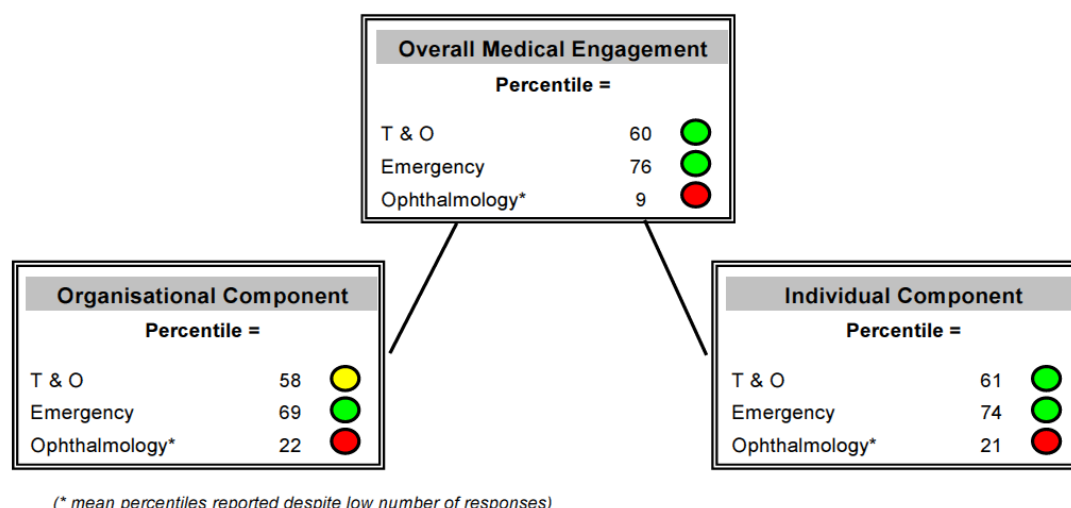 Overall Medical Engagement
Percentile =
T & O 60
Emergency 76
Ophthalmology* 9
Organisational Component
Percentile =
T & O 58
Emergency 69
Ophthalmology* 22
Individual Component
Percentile =
T & O 61
Emergency 74
Ophthalmology* 21
(* mean percentiles reported despite low number of responses)